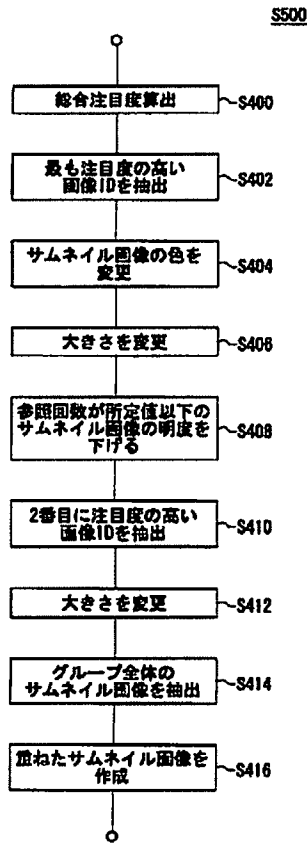 S500
総合注目度算出
S400
最も注目度の高い
画像IDを抽出
S402
サムネイル画像の色を
変更
S404
大きさを変更
S406
参照回数が所定値以下の
サムネイル画像の明度を
下げる
S408
2番目に注目度の高い
画像IDを抽出
S410
大きさを変更
S412
グループ全体の
サムネイル画像を抽出
S414
重ねたサムネイル画像を
作成
S416